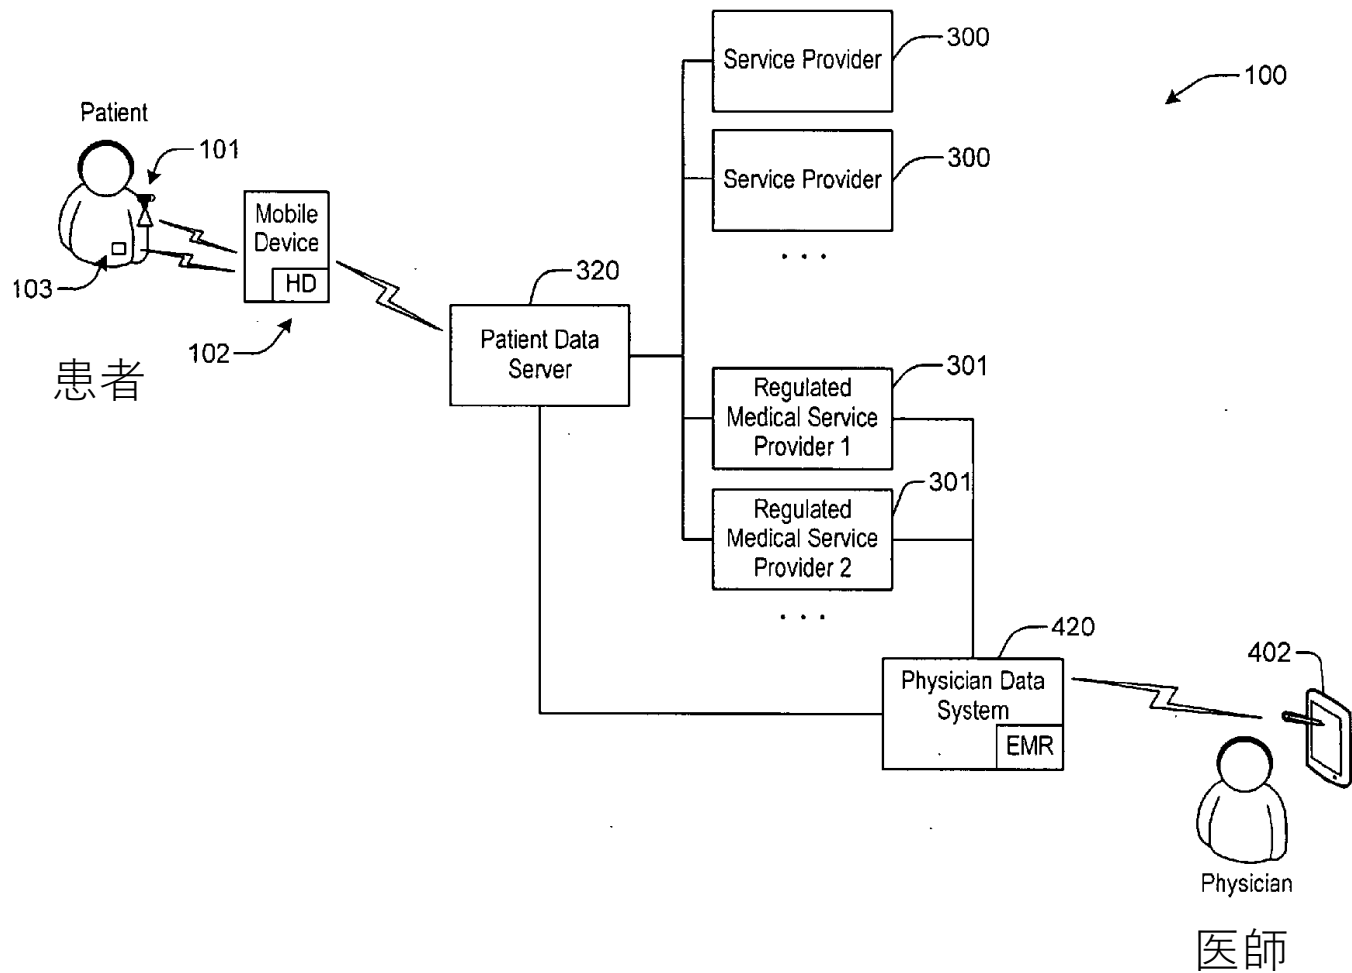 Service Provider
300
100
Patient
101
Service Provider
300
Mobile
Device
HD
103
102
患者
320
Patient Data
Server
. . .
Regulated
Medical Service
Provider 1
301
Regulated
Medical Service
Provider 2
301
. . .
420
Physician Data
System
EMR
402
Physician
医師